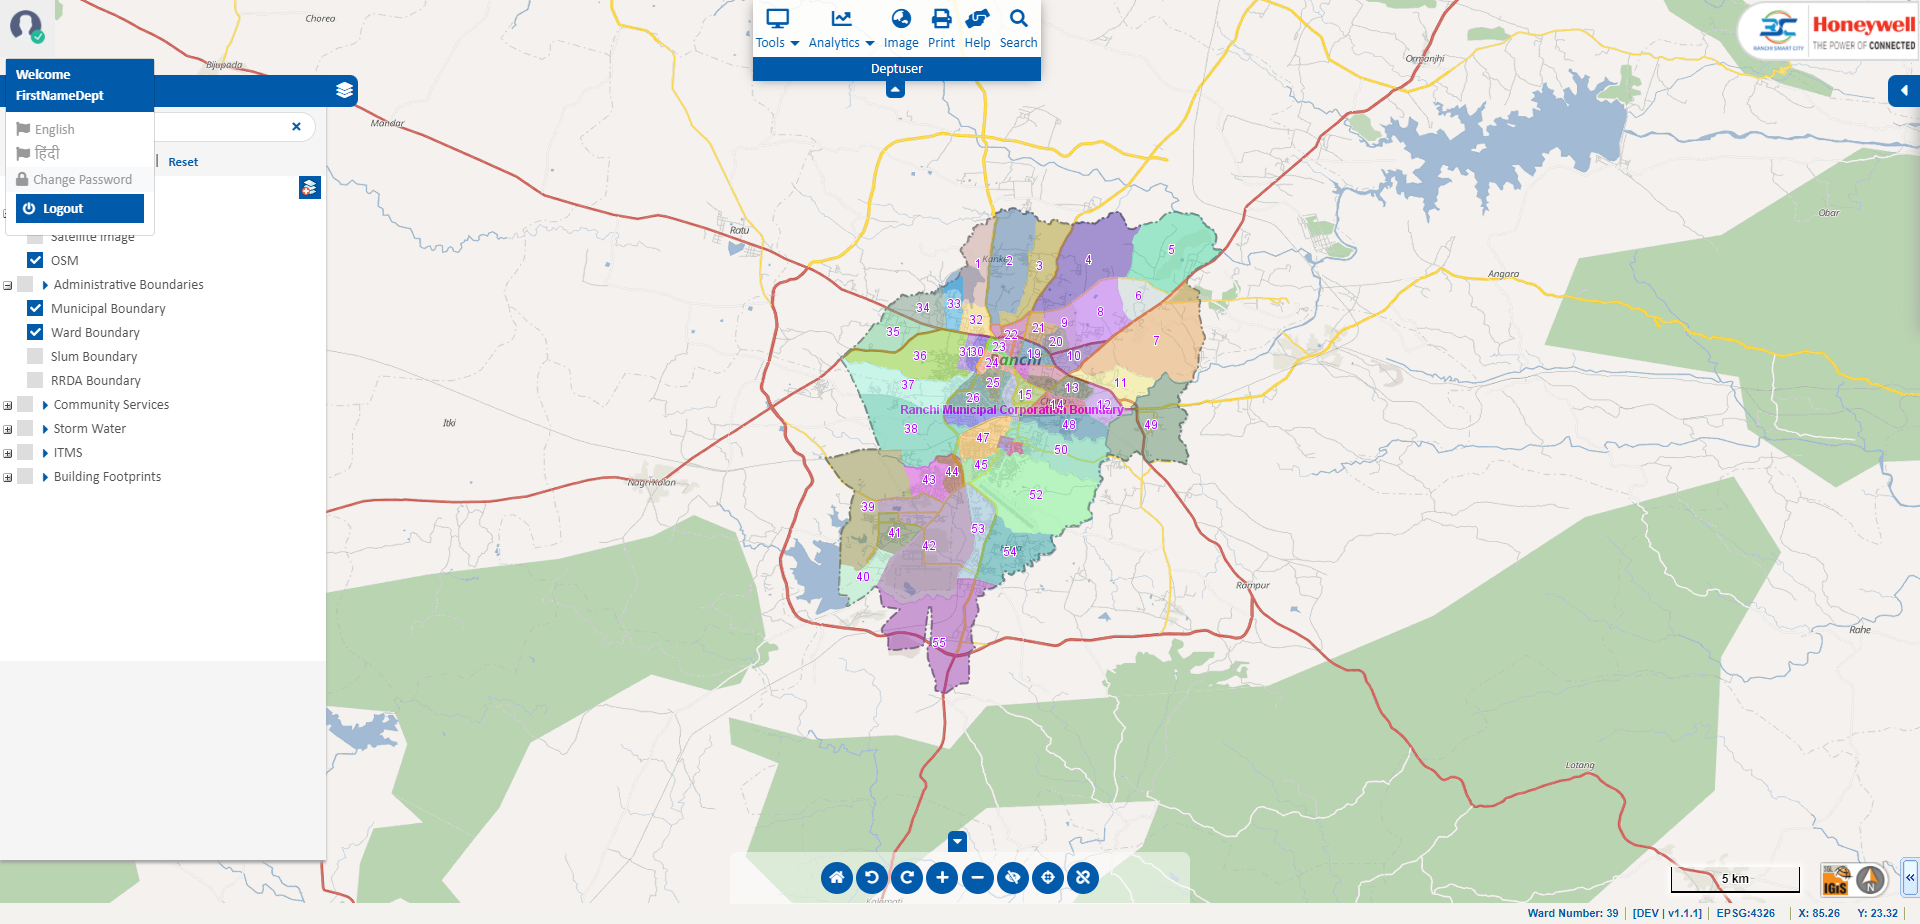 Welcome
FirstNameDept
English
हिंदी
Change Password
Logout
Reset
Satellite Image
OSM
Administrative Boundaries
Municipal Boundary
Ward Boundary
Slum Boundary
RRDA Boundary
Community Services
Storm Water
ITMS
Building Footprints
Tools
Analytics
Image
Print
Help
Search
Deptuser
RANCHI SMART CITY
Honeywell
THE POWER OF CONNECTED
Chorea
Bijupada
Mandar
Ormanjhi
Ratu
Obar
Angara
Itki
Nagri Kalan
Rampur
Rahe
Lotang
Kalamati
1
2
3
4
5
6
7
8
9
10
11
12
13
14
15
19
20
21
22
23
24
25
26
30
31
32
33
34
35
36
37
38
Ranchi Municipal Corporation Boundary
39
40
41
42
43
44
45
47
48
49
50
52
53
54
55
5 km
IGiS
N
Ward Number: 39
[DEV | v1.1.1]
EPSG:4326
X: 85.26
Y: 23.32